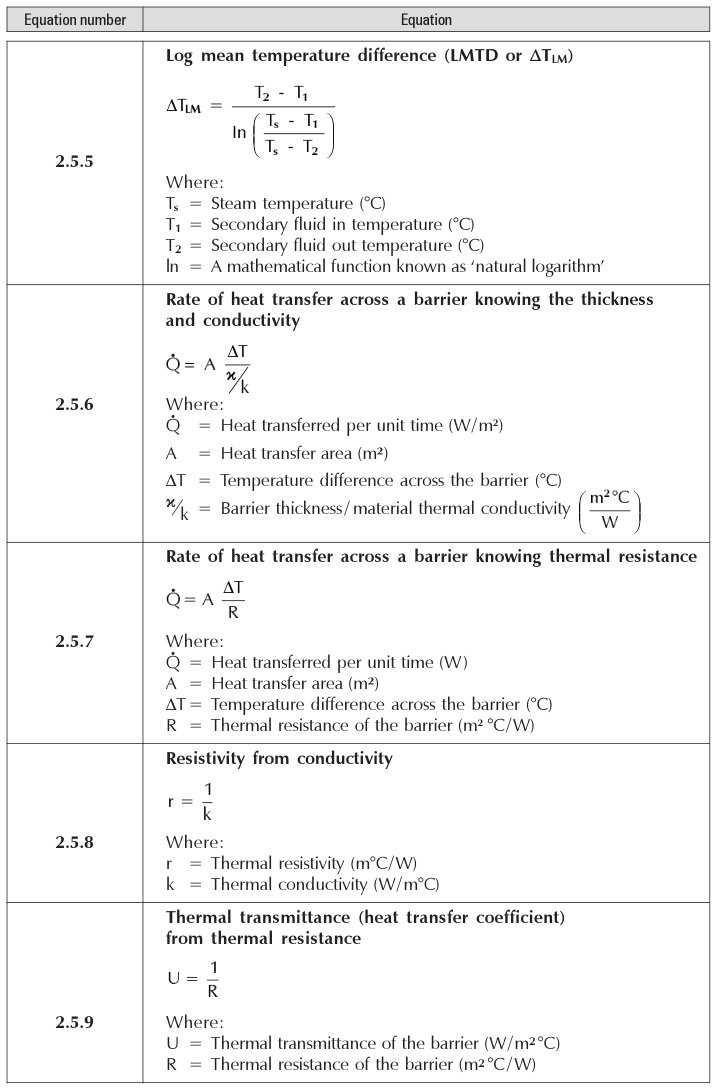 Equation number Equation
2.5.5
Log mean temperature difference (LMTD or ΔT_LM)
ΔT_LM = (T₂ - T₁) / ln ((Tₛ - T₁) / (Tₛ - T₂))
Where:
Tₛ = Steam temperature (°C)
T₁ = Secondary fluid in temperature (°C)
T₂ = Secondary fluid out temperature (°C)
ln = A mathematical function known as ‘natural logarithm’
2.5.6
Rate of heat transfer across a barrier knowing the thickness
and conductivity
Q̇ = A ΔT / (ϰ/k)
Where:
Q̇ = Heat transferred per unit time (W/m²)
A = Heat transfer area (m²)
ΔT = Temperature difference across the barrier (°C)
ϰ/k = Barrier thickness/material thermal conductivity (m² °C / W)
2.5.7
Rate of heat transfer across a barrier knowing thermal resistance
Q̇ = A ΔT / R
Where:
Q̇ = Heat transferred per unit time (W)
A = Heat transfer area (m²)
ΔT = Temperature difference across the barrier (°C)
R = Thermal resistance of the barrier (m² °C/W)
2.5.8
Resistivity from conductivity
r = 1 / k
Where:
r = Thermal resistivity (m°C/W)
k = Thermal conductivity (W/m°C)
2.5.9
Thermal transmittance (heat transfer coefficient)
from thermal resistance
U = 1 / R
Where:
U = Thermal transmittance of the barrier (W/m² °C)
R = Thermal resistance of the barrier (m² °C/W)